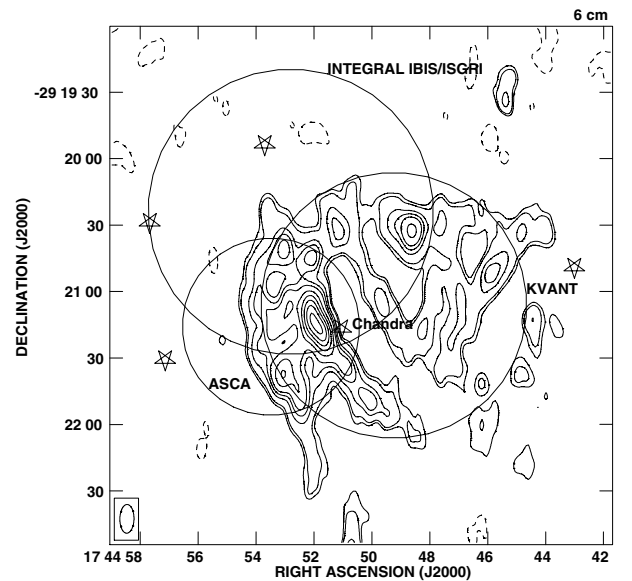 6 cm
INTEGRAL IBIS/ISGRI
-29 19 30
20 00
30
21 00
30
22 00
30
DECLINATION (J2000)
KVANT
Chandra
ASCA
17 44 58 56 54 52 50 48 46 44 42
RIGHT ASCENSION (J2000)